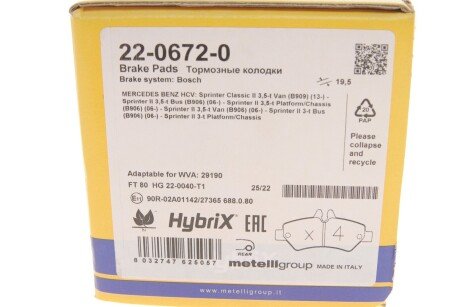 22-0672-0
Brake Pads Тормозные колодки
Brake system: Bosch
19,5
MERCEDES BENZ HCV: Sprinter Classic II 3,5-t Van (B909) (13-) -
Sprinter II 3,5-t Bus (B906) (06-) - Sprinter II 3,5-t Platform/Chassis
(B906) (06-) - Sprinter II 3,5-t Van (B906) (06-) - Sprinter II 3-t Bus
(B906) (06-) - Sprinter II 3-t Platform/Chassis (B906) (06-)
20
PAP
Please
collapse
and
recycle
Adaptable for WVA: 29190
FT 80 HG 22-0040-T1
25/22
90R-02A01142/27365 688.0.80
HybriX EAC
x 4
REAR
8 032747 625057
metelligroup MADE IN ITALY
www.metelligroup.it